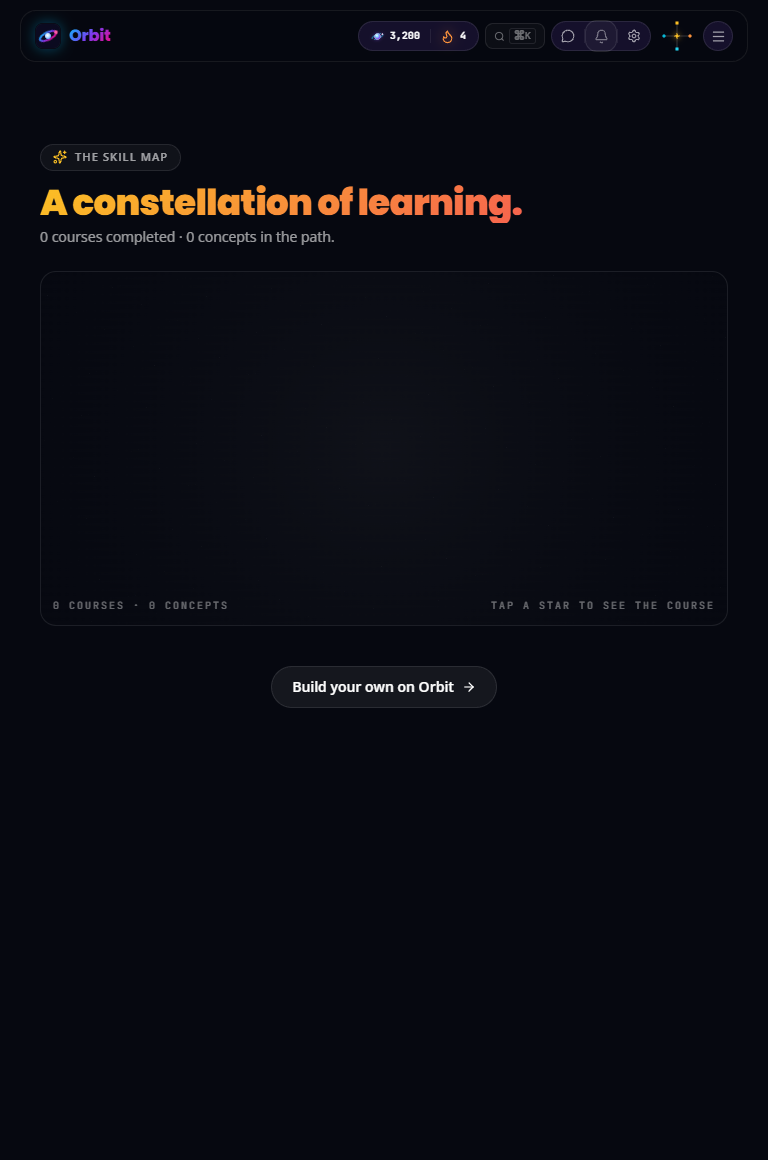 Orbit
3,200
4
⌘K
THE SKILL MAP
A constellation of learning.
0 courses completed · 0 concepts in the path.
0 COURSES · 0 CONCEPTS
TAP A STAR TO SEE THE COURSE
Build your own on Orbit →